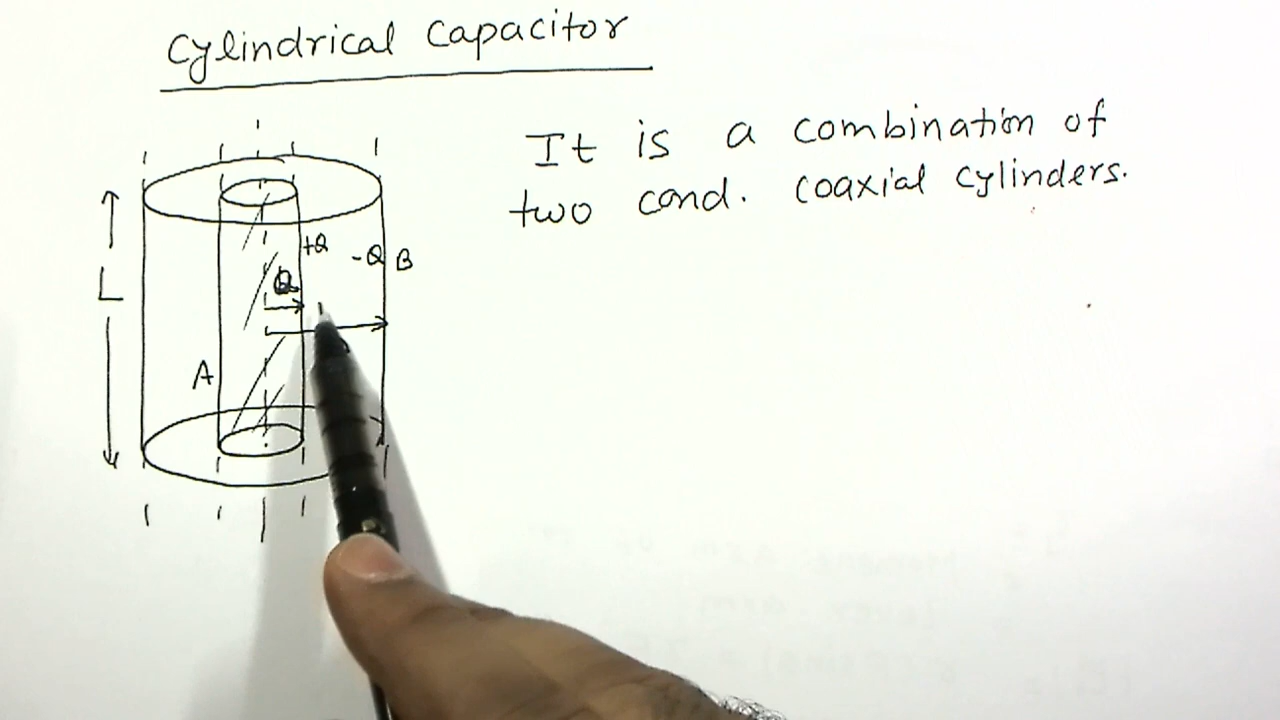 Cylindrical Capacitor
It is a combination of
two cond. coaxial cylinders.
+Q
-Q B
L
A